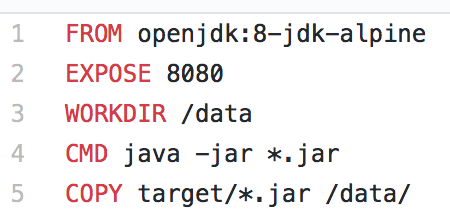 1 FROM openjdk:8-jdk-alpine
2 EXPOSE 8080
3 WORKDIR /data
4 CMD java -jar *.jar
5 COPY target/*.jar /data/